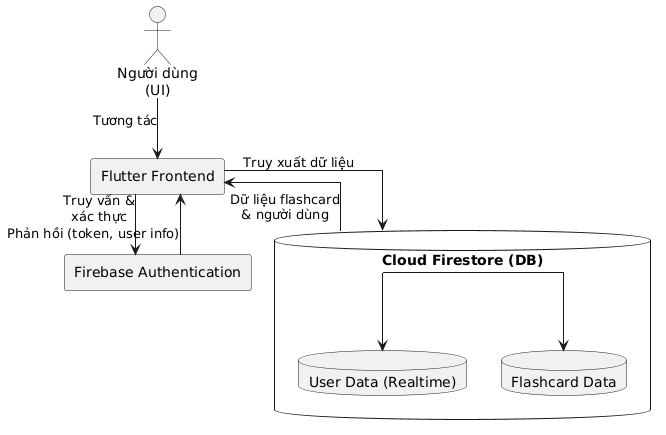 Người dùng
(UI)
Tương tác
Flutter Frontend
Truy xuất dữ liệu
Truy vấn &
xác thực
Dữ liệu flashcard
& người dùng
Phản hồi (token, user info)
Firebase Authentication
Cloud Firestore (DB)
User Data (Realtime)
Flashcard Data